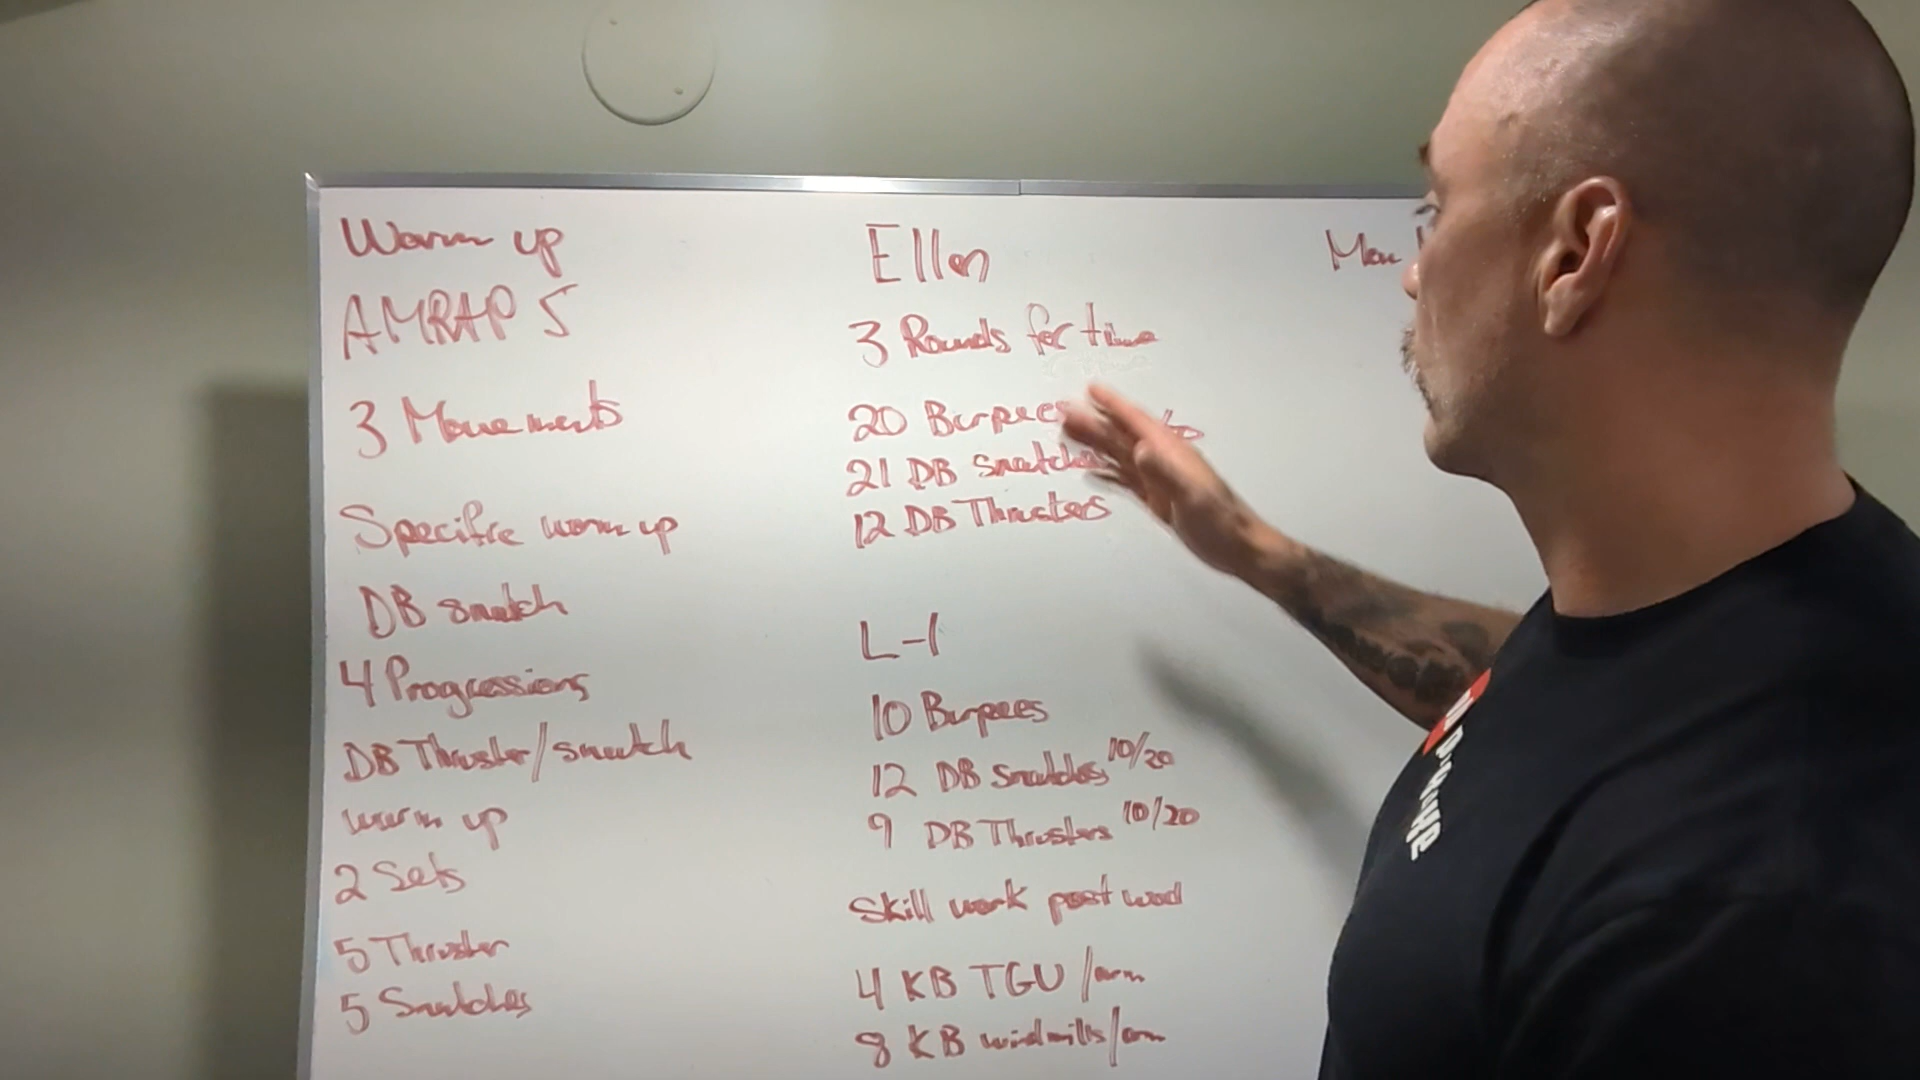 Warm up
AMRAP 5
3 Movements
Specific warm up
DB snatch
4 Progressions
DB Thruster/snatch
warm up
2 Sets
5 Thruster
5 Snatches
Ellen
3 Rounds for time
20 Burpees
21 DB snatches
12 DB Thrusters
L-1
10 Burpees
12 DB snatches 10/20
9 DB Thrusters 10/20
Skill work post wod
4 KB TGU /arm
8 KB windmills/arm